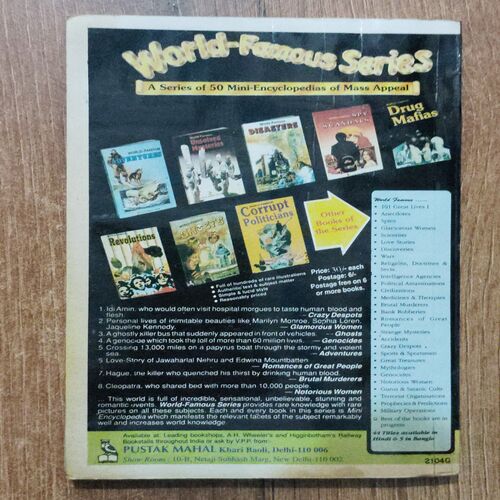 World-Famous Series
A Series of 50 Mini-Encyclopedias of Mass Appeal
DISASTERS
Unsolved
Mysteries
SPY
SCANDALS
Drug
Mafias
Revolutions
Corrupt
Politicians
Other
Books of
the Series
• Full of hundreds of rare illustrations
• Authentic text & subject matter
• Simple & lucid style
• Reasonably priced
Price: each
Postage: 6/-
Postage free on 6
or more books.
World Famous ......
• 101 Great Lives I
• Anecdotes
• Spies
• Glamorous Women
• Scientists
• Love Stories
• Discoveries
• Wars
• Religions, Doctrines &
Sects
• Intelligence Agencies
• Political Assassinations
• Civilizations
• Medicines & Therapies
• Brutal Murderers
• Bank Robberies
• Romances of Great
People
• Strange Mysteries
• Accidents
• Crazy Despots
• Sports & Sportsmen
• Great Treasures
• Mythologies
• Genocides
• Notorious Women
• Gurus & Satanic Cults
• Terrorist Organisations
• Prophecies & Predictions
• Military Operations
Rest of the books are in
progress
44 Titles available in
Hindi & 5 in Bangla
1. Idi Amin, who would often visit hospital morgues to taste human blood and
flesh. — Crazy Despots
2. Personal lives of inimitable beauties like Marilyn Monroe, Sophia Loren,
Jaqueline Kennedy. — Glamorous Women
3. A ghostly killer bus that suddenly appeared in front of vehicles. — Ghosts
4. A genocide which took the toll of more than 60 million lives. — Genocides
5. Crossing 13,000 miles on a papyrus boat through the stormy and violent
sea. — Adventures
6. Love-Story of Jawaharlal Nehru and Edwina Mountbatten.
— Romances of Great People
7. Hague, the killer who quenched his thirst by drinking human blood.
— Brutal Murderers
8. Cleopatra, who shared bed with more than 10,000 people.
— Notorious Women
... This world is full of incredible, sensational, unbelievable, stunning and
romantic events. World-Famous Series provides rare knowledge with rare
pictures on all these subjects. Each and every book in this series is Mini
Encyclopedia which manifests the relevant facets of the subject remarkably
well and increases world knowledge.
Available at: Leading bookshops, A.H. Wheeler's and Higginbotham's Railway
Bookstalls throughout India or ask by V.P.P. from:
PUSTAK MAHAL Khari Baoli, Delhi-110 006
Show Room: 10-B, Netaji Subhash Marg, New Delhi-110 002
2104G